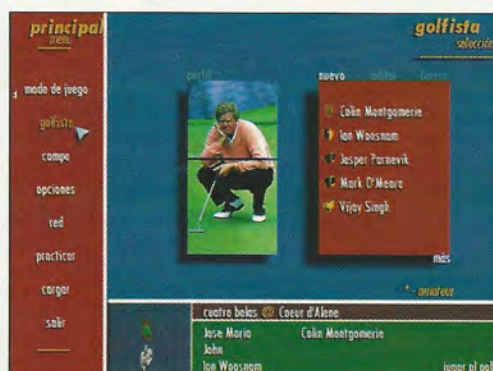 principal
menu
golfista
selección
modo de juego
golfista
campo
opciones
red
practicar
cargar
salir
perfil
nuevo editar borrar
Colin Montgomerie
Ian Woosnam
Jesper Parnevik
Mark O'Meara
Vijay Singh
más
* - amateur
cuatro bolas @ Coeur d'Alene
Jose Maria Colin Montgomerie
John
Ian Woosnam jugar al